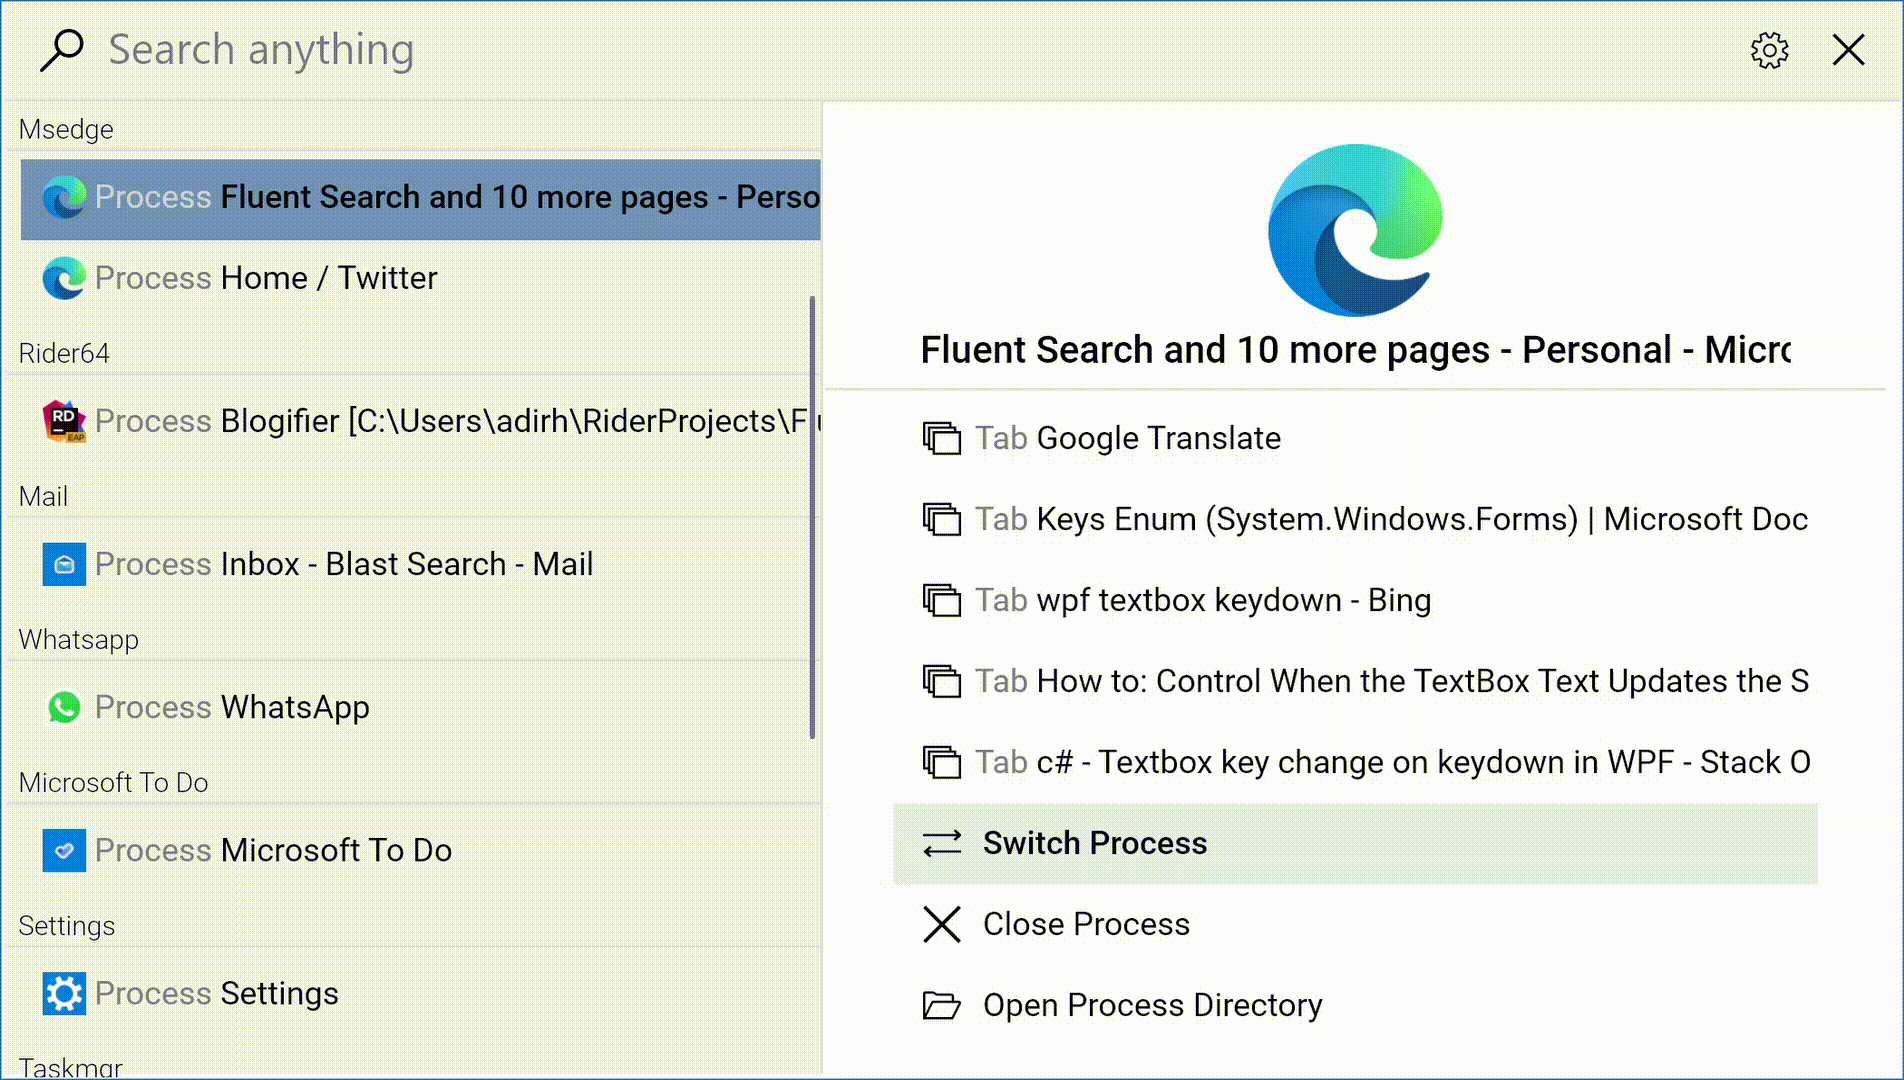 Search anything
Msedge
Process Fluent Search and 10 more pages - Perso
Process Home / Twitter
Rider64
RD
EAP
Process Blogifier [C:\Users\adirh\RiderProjects\Flu
Mail
Process Inbox - Blast Search - Mail
Whatsapp
Process WhatsApp
Microsoft To Do
Process Microsoft To Do
Settings
Process Settings
Taskmgr
Fluent Search and 10 more pages - Personal - Micro
Tab Google Translate
Tab Keys Enum (System.Windows.Forms) | Microsoft Doc
Tab wpf textbox keydown - Bing
Tab How to: Control When the TextBox Text Updates the S
Tab c# - Textbox key change on keydown in WPF - Stack O
Switch Process
Close Process
Open Process Directory